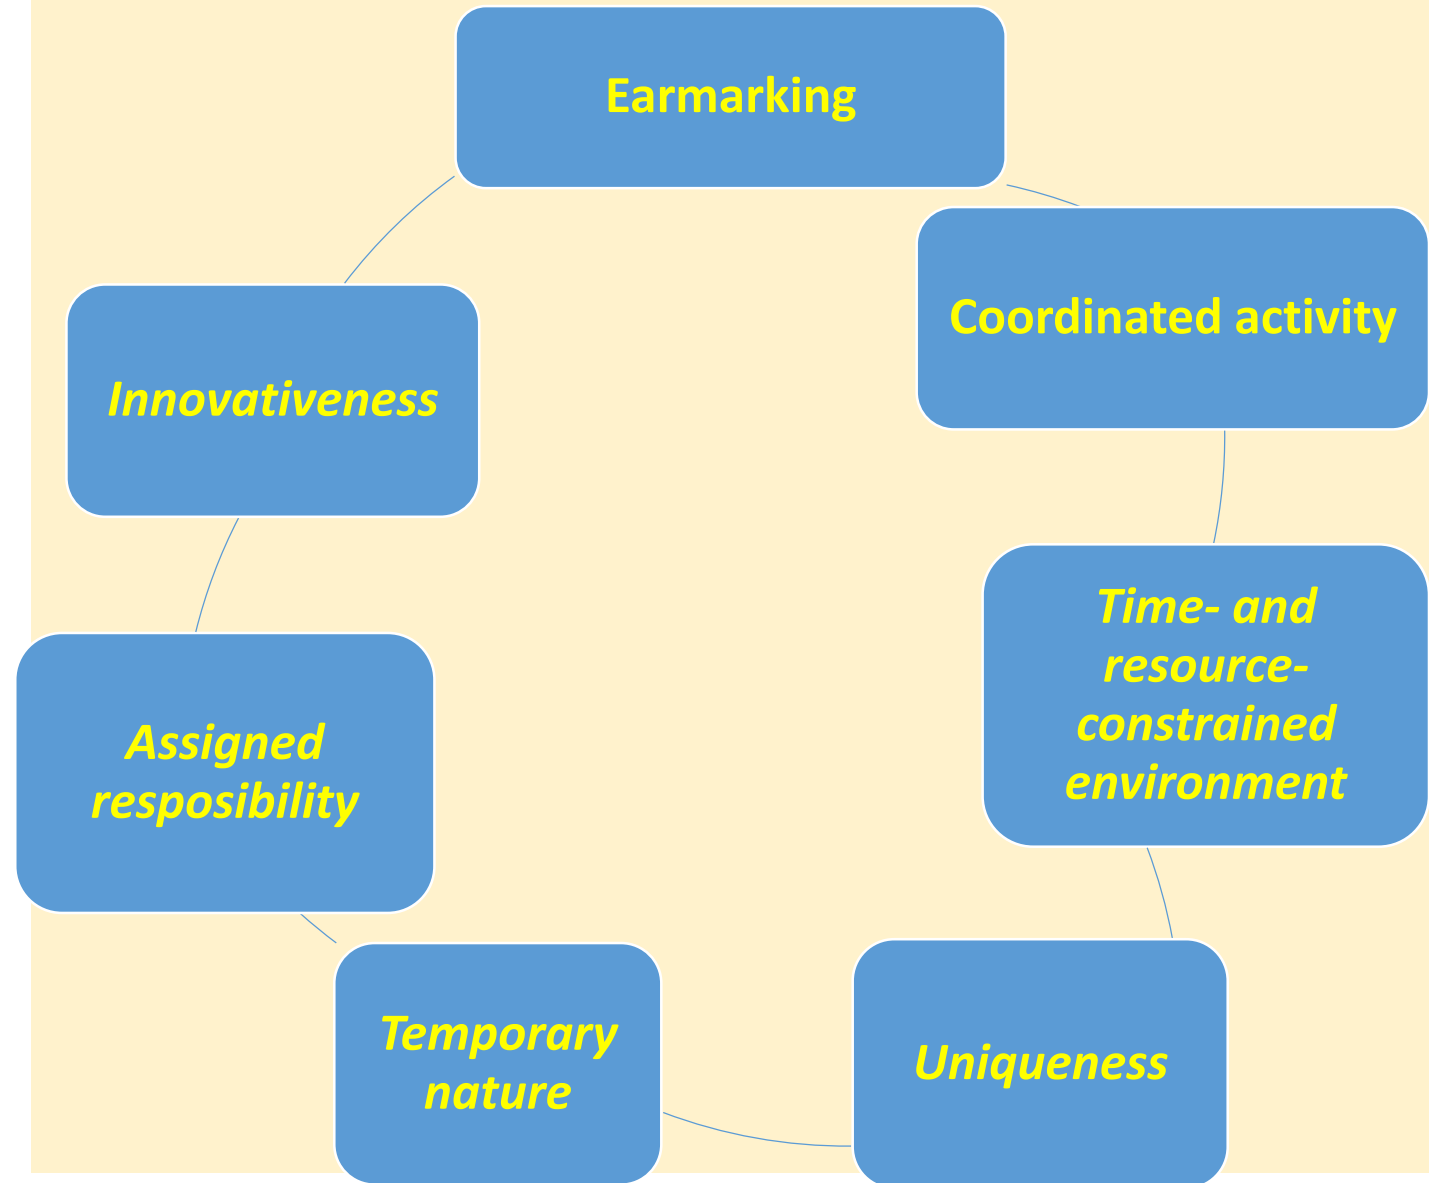 Earmarking
Coordinated activity
Time- and
resource-
constrained
environment
Uniqueness
Temporary
nature
Assigned
resposibility
Innovativeness